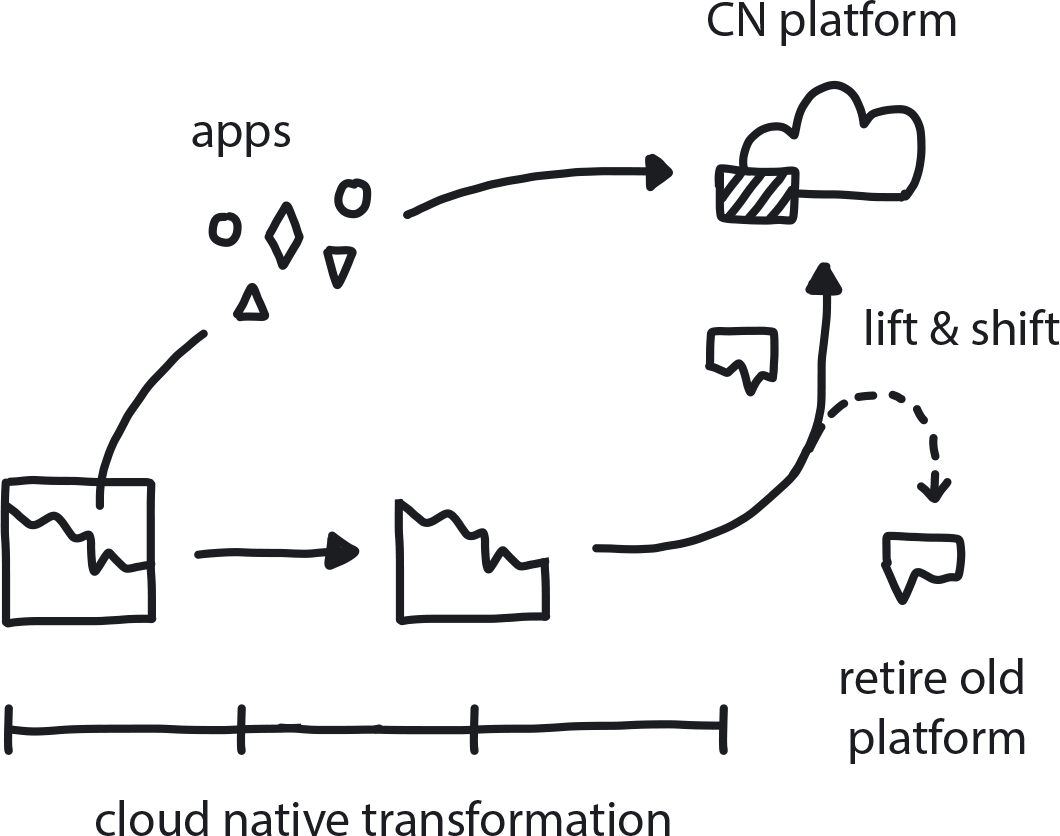 CN platform
apps
lift & shift
retire old
platform
cloud native transformation